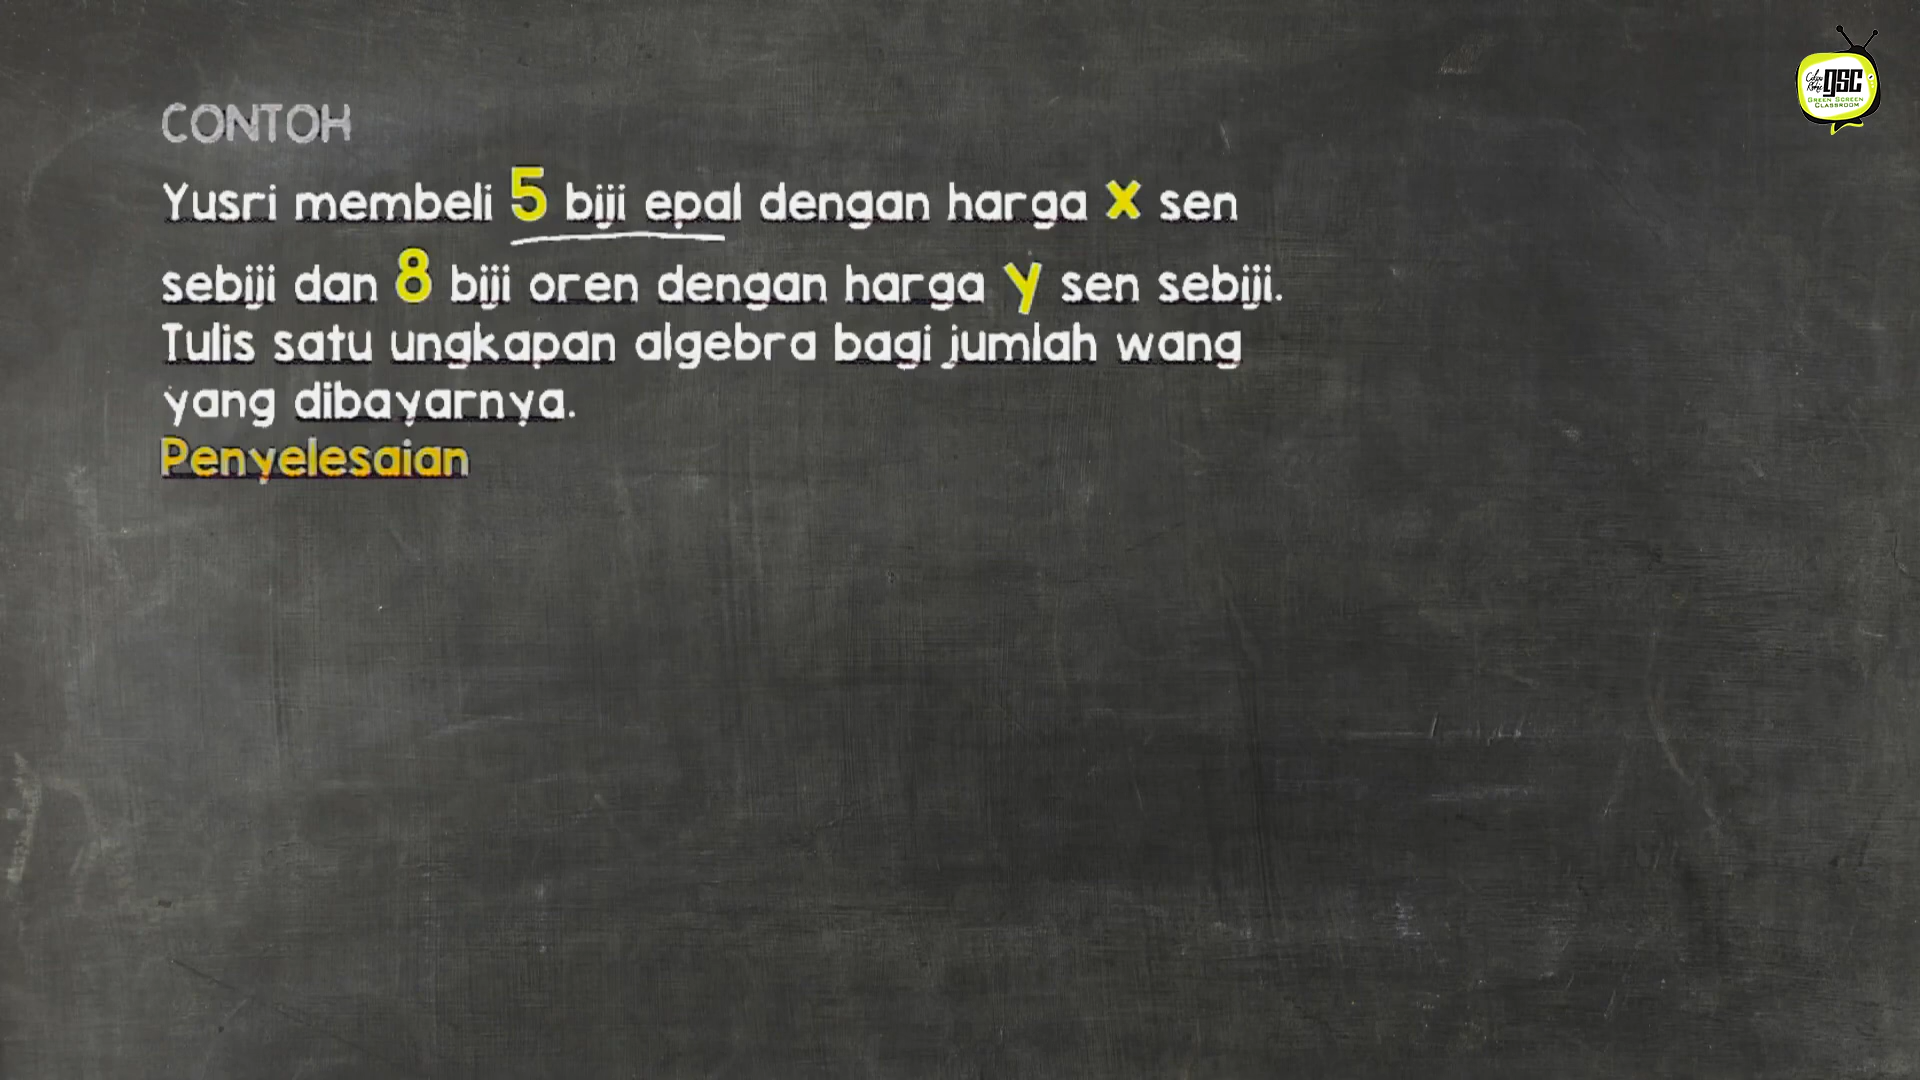 CONTOH
Yusri membeli 5 biji epal dengan harga x sen
sebiji dan 8 biji oren dengan harga y sen sebiji.
Tulis satu ungkapan algebra bagi jumlah wang
yang dibayarnya.
Penyelesaian
GSC
GREEN SCREEN
CLASSROOM